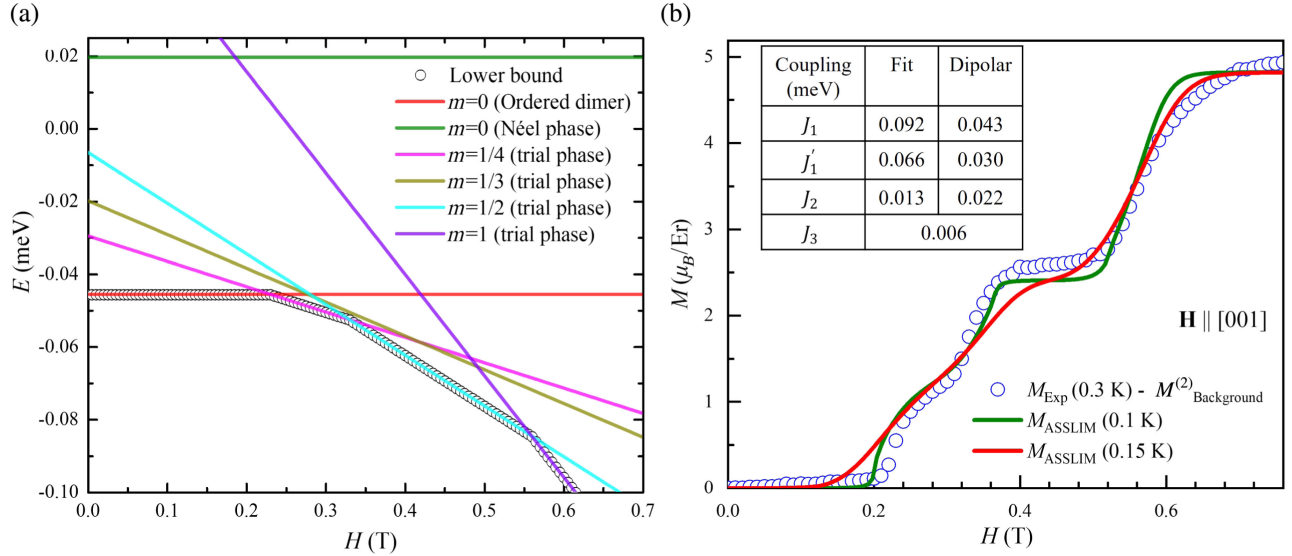 (a)
0.02
0.00
-0.02
-0.04
-0.06
-0.08
-0.10
E (meV)
Lower bound
m=0 (Ordered dimer)
m=0 (Néel phase)
m=1/4 (trial phase)
m=1/3 (trial phase)
m=1/2 (trial phase)
m=1 (trial phase)
0.0 0.1 0.2 0.3 0.4 0.5 0.6 0.7
H (T)
(b)
5
4
3
2
1
0
M (μB/Er)
Coupling (meV) Fit Dipolar
J1 0.092 0.043
J1' 0.066 0.030
J2 0.013 0.022
J3 0.006
H || [001]
MExp (0.3 K) - M(2)Background
MASSLIM (0.1 K)
MASSLIM (0.15 K)
0.0 0.2 0.4 0.6
H (T)